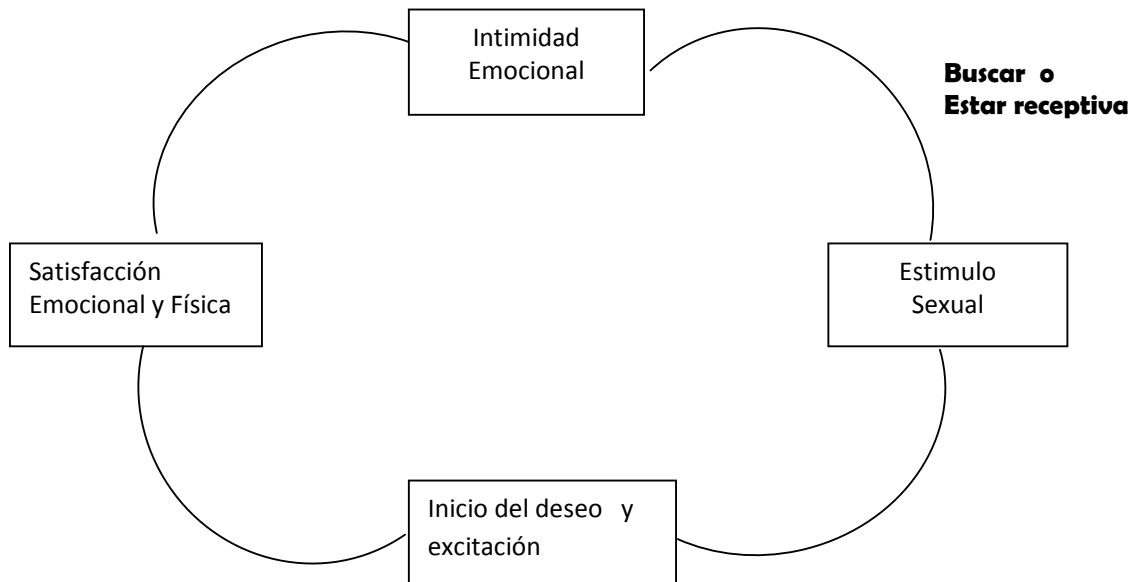 Intimidad
Emocional
Buscar o
Estar receptiva
Satisfacción
Emocional y Física
Estimulo
Sexual
Inicio del deseo y
excitación